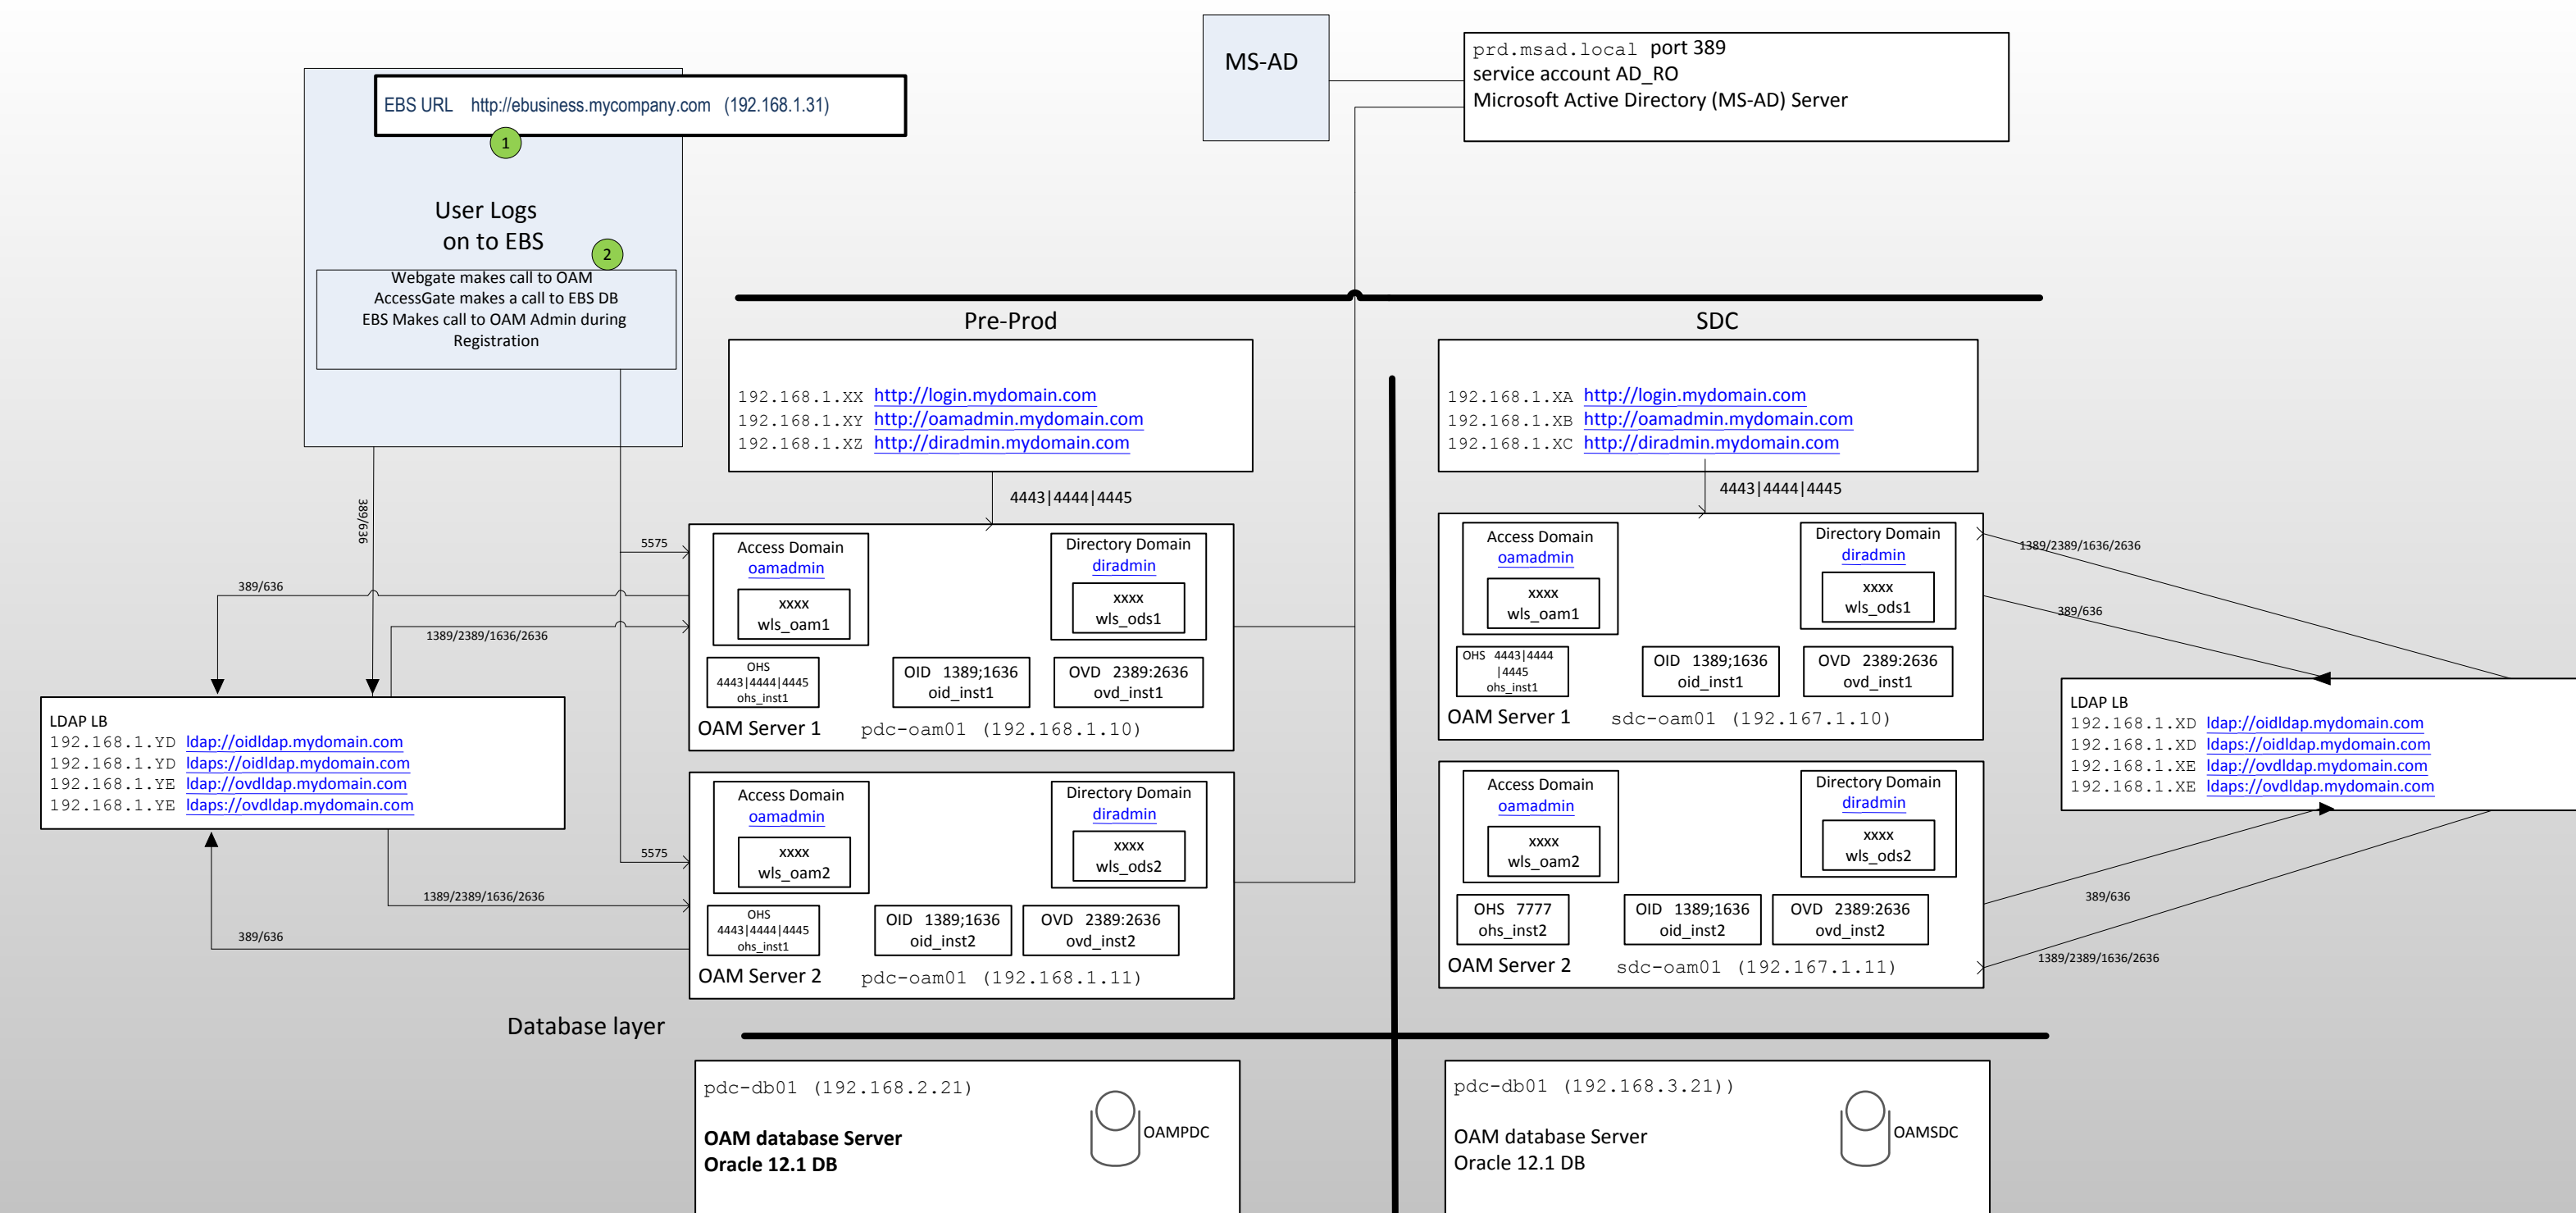 MS-AD
prd.msad.local port 389
service account AD_RO
Microsoft Active Directory (MS-AD) Server
EBS URL http://ebusiness.mycompany.com (192.168.1.31)
1
User Logs
on to EBS
2
Webgate makes call to OAM
AccessGate makes a call to EBS DB
EBS Makes call to OAM Admin during
Registration
Pre-Prod
192.168.1.XX http://login.mydomain.com
192.168.1.XY http://oamadmin.mydomain.com
192.168.1.XZ http://diradmin.mydomain.com
4443|4444|4445
SDC
192.168.1.XA http://login.mydomain.com
192.168.1.XB http://oamadmin.mydomain.com
192.168.1.XC http://diradmin.mydomain.com
4443|4444|4445
389/636
5575
389/636
1389/2389/1636/2636
Access Domain
oamadmin
xxxx
wls_oam1
Directory Domain
diradmin
xxxx
wls_ods1
OHS
4443|4444|4445
ohs_inst1
OID 1389;1636
oid_inst1
OVD 2389:2636
ovd_inst1
OAM Server 1 pdc-oam01 (192.168.1.10)
Access Domain
oamadmin
xxxx
wls_oam1
Directory Domain
diradmin
xxxx
wls_ods1
OHS 4443|4444
|4445
ohs_inst1
OID 1389;1636
oid_inst1
OVD 2389:2636
ovd_inst1
OAM Server 1 sdc-oam01 (192.167.1.10)
1389/2389/1636/2636
389/636
LDAP LB
192.168.1.YD ldap://oidldap.mydomain.com
192.168.1.YD ldaps://oidldap.mydomain.com
192.168.1.YE ldap://ovdldap.mydomain.com
192.168.1.YE ldaps://ovdldap.mydomain.com
LDAP LB
192.168.1.XD ldap://oidldap.mydomain.com
192.168.1.XD ldaps://oidldap.mydomain.com
192.168.1.XE ldap://ovdldap.mydomain.com
192.168.1.XE ldaps://ovdldap.mydomain.com
5575
1389/2389/1636/2636
389/636
Access Domain
oamadmin
xxxx
wls_oam2
Directory Domain
diradmin
xxxx
wls_ods2
OHS
4443|4444|4445
ohs_inst1
OID 1389;1636
oid_inst2
OVD 2389:2636
ovd_inst2
OAM Server 2 pdc-oam01 (192.168.1.11)
Access Domain
oamadmin
xxxx
wls_oam2
Directory Domain
diradmin
xxxx
wls_ods2
OHS 7777
ohs_inst2
OID 1389;1636
oid_inst2
OVD 2389:2636
ovd_inst2
OAM Server 2 sdc-oam01 (192.167.1.11)
389/636
1389/2389/1636/2636
Database layer
pdc-db01 (192.168.2.21)
OAM database Server
Oracle 12.1 DB
OAMPDC
pdc-db01 (192.168.3.21))
OAM database Server
Oracle 12.1 DB
OAMSDC